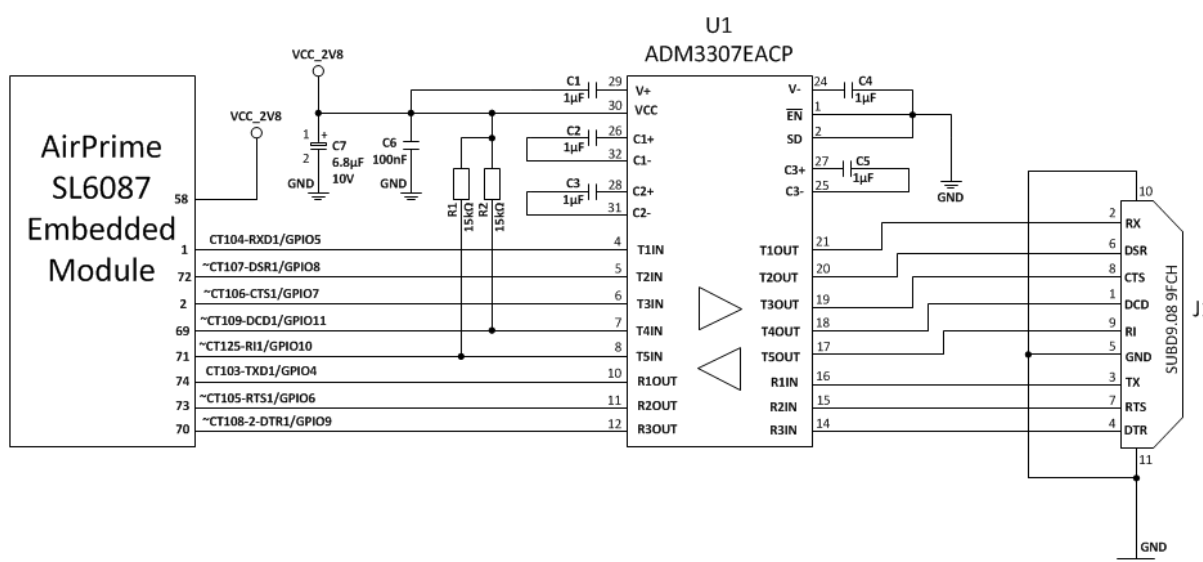 U1
ADM3307EACP
AirPrime
SL6087
Embedded
Module
VCC_2V8
58
VCC_2V8
1
+
2
C7
6.8µF
10V
GND
C6
100nF
GND
R1
15kΩ
R2
15kΩ
C1
1µF
29
V+
30
VCC
C2
1µF
26
C1+
32
C1-
C3
1µF
28
C2+
31
C2-
V-
24
C4
1µF
EN
1
SD
2
C3+
27
C5
1µF
C3-
25
GND
1
CT104-RXD1/GPIO5
4
T1IN
T1OUT
21
72
~CT107-DSR1/GPIO8
5
T2IN
T2OUT
20
2
~CT106-CTS1/GPIO7
6
T3IN
T3OUT
19
69
~CT109-DCD1/GPIO11
7
T4IN
T4OUT
18
71
~CT125-RI1/GPIO10
8
T5IN
T5OUT
17
74
CT103-TXD1/GPIO4
10
R1OUT
R1IN
16
73
~CT105-RTS1/GPIO6
11
R2OUT
R2IN
15
70
~CT108-2-DTR1/GPIO9
12
R3OUT
R3IN
14
10
2
RX
6
DSR
8
CTS
1
DCD
9
RI
5
GND
3
TX
7
RTS
4
DTR
11
SUBD9.08 9FCH
GND